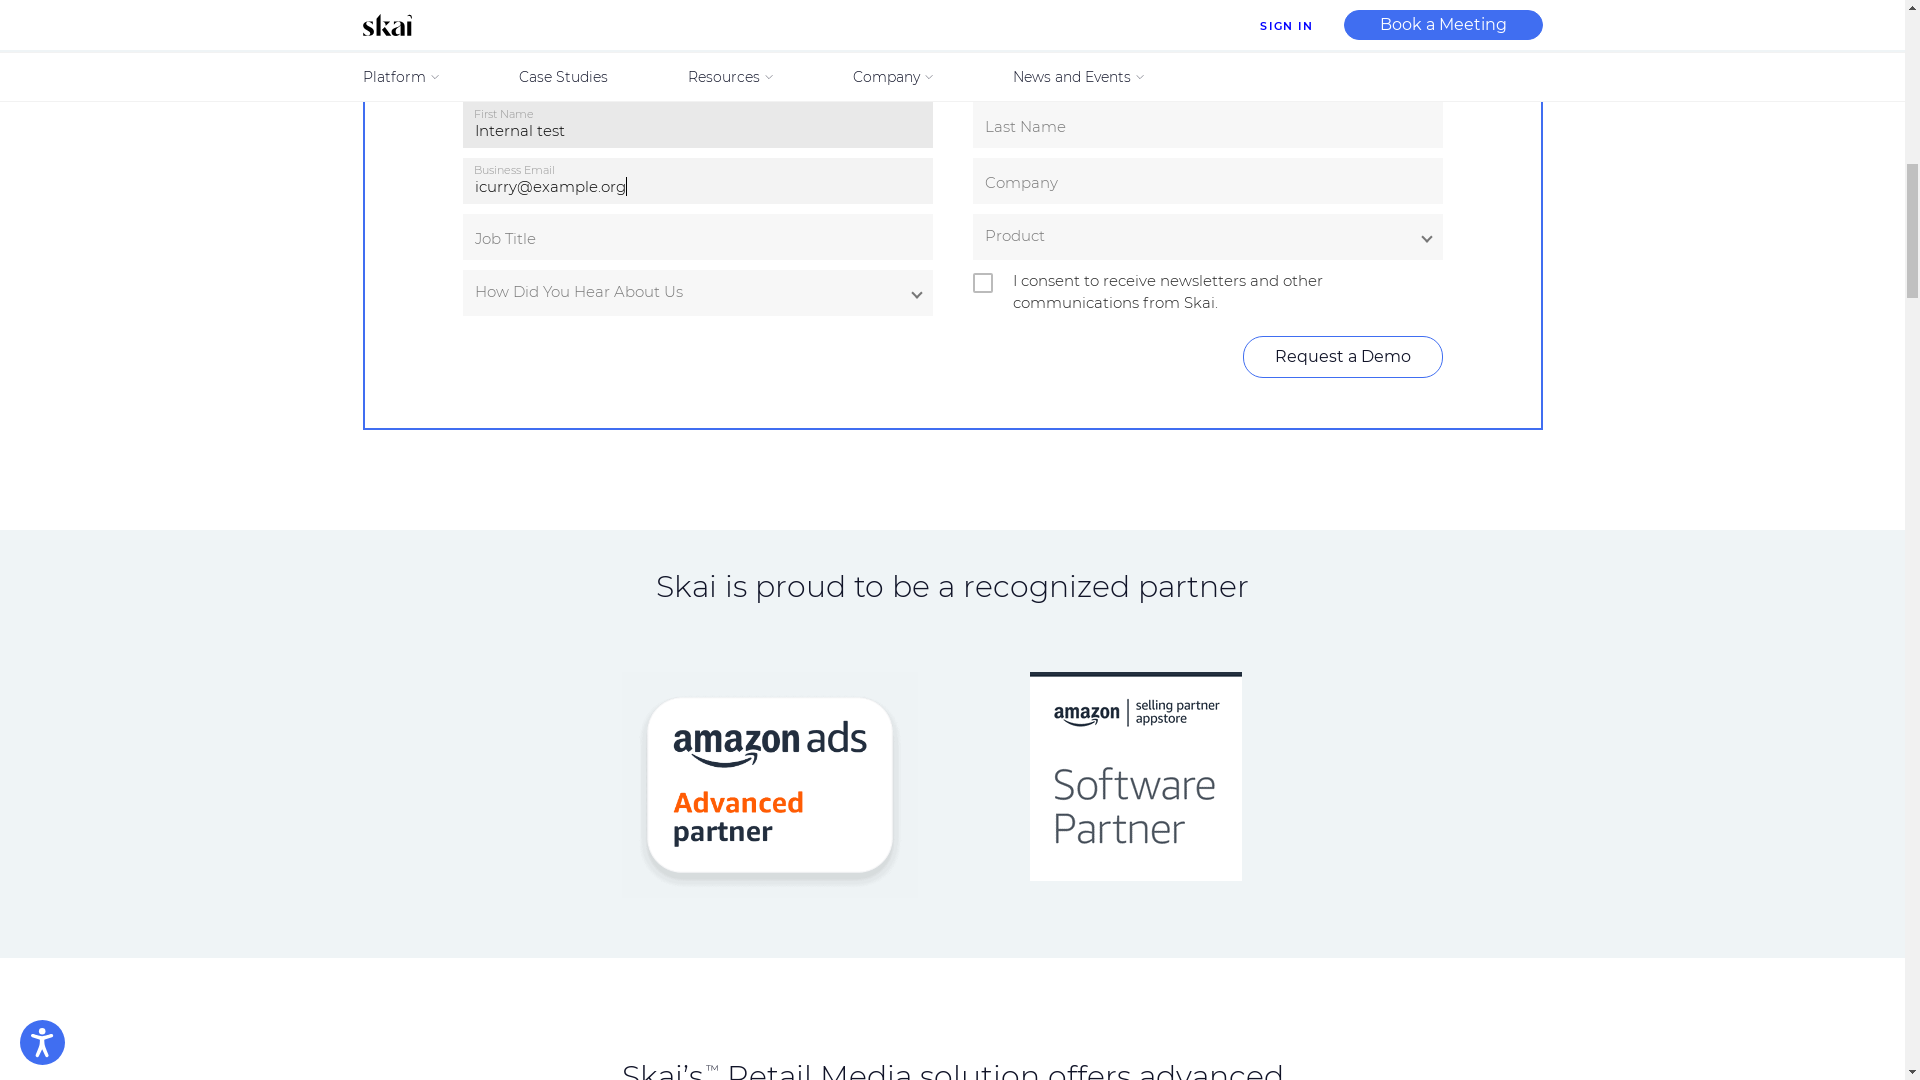 skai
SIGN IN
Book a Meeting
Platform
Case Studies
Resources
Company
News and Events
First Name
Internal test
Last Name
Business Email
icurry@example.org
Company
Job Title
Product
How Did You Hear About Us
I consent to receive newsletters and other
communications from Skai.
Request a Demo
Skai is proud to be a recognized partner
amazon ads
Advanced
partner
amazon
selling partner
appstore
Software
Partner
Skai's™ Retail Media solution offers advanced